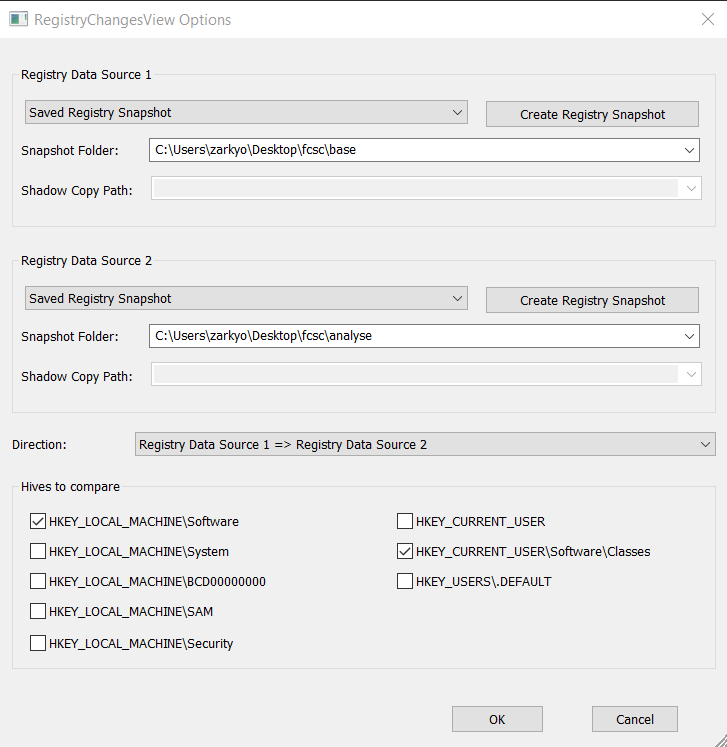 RegistryChangesView Options
Registry Data Source 1
Saved Registry Snapshot
Create Registry Snapshot
Snapshot Folder:
C:\Users\zarkyo\Desktop\fcsc\base
Shadow Copy Path:
Registry Data Source 2
Saved Registry Snapshot
Create Registry Snapshot
Snapshot Folder:
C:\Users\zarkyo\Desktop\fcsc\analyse
Shadow Copy Path:
Direction:
Registry Data Source 1 => Registry Data Source 2
Hives to compare
HKEY_LOCAL_MACHINE\Software
HKEY_CURRENT_USER
HKEY_LOCAL_MACHINE\System
HKEY_CURRENT_USER\Software\Classes
HKEY_LOCAL_MACHINE\BCD00000000
HKEY_USERS\.DEFAULT
HKEY_LOCAL_MACHINE\SAM
HKEY_LOCAL_MACHINE\Security
OK
Cancel